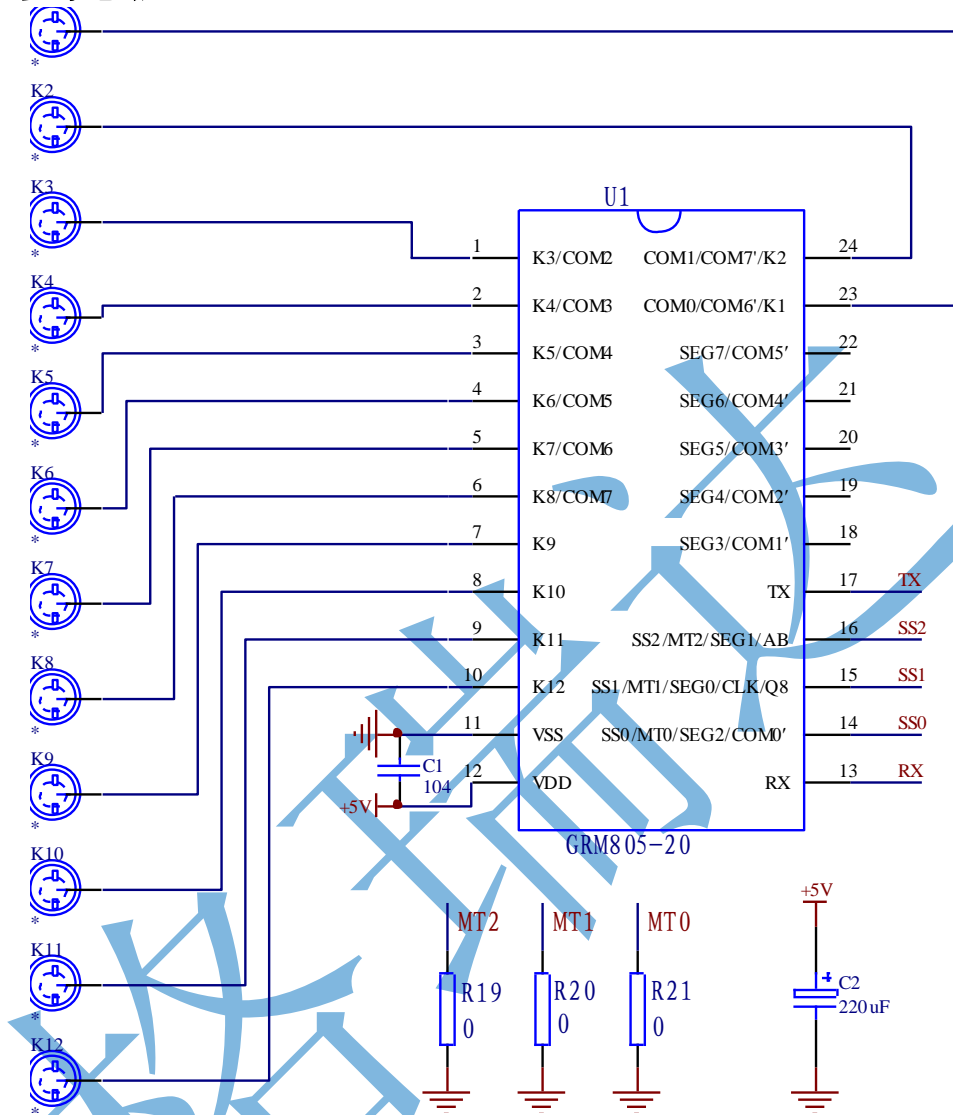 *
K2
*
K3
*
K4
*
K5
*
K6
*
K7
*
K8
*
K9
*
K10
*
K11
*
K12
*
U1
1 K3/COM2 COM1/COM7'/K2 24
2 K4/COM3 COM0/COM6'/K1 23
3 K5/COM4 SEG7/COM5' 22
4 K6/COM5 SEG6/COM4' 21
5 K7/COM6 SEG5/COM3' 20
6 K8/COM7 SEG4/COM2' 19
7 K9 SEG3/COM1' 18
8 K10 TX 17 TX
9 K11 SS2/MT2/SEG1/AB 16 SS2
10 K12 SS1/MT1/SEG0/CLK/Q8 15 SS1
11 VSS SS0/MT0/SEG2/COM0' 14 SS0
12 VDD RX 13 RX
C1
104
+5V
GRM805-20
MT2 MT1 MT0
R19 R20 R21
0 0 0
+5V
+
C2
220uF